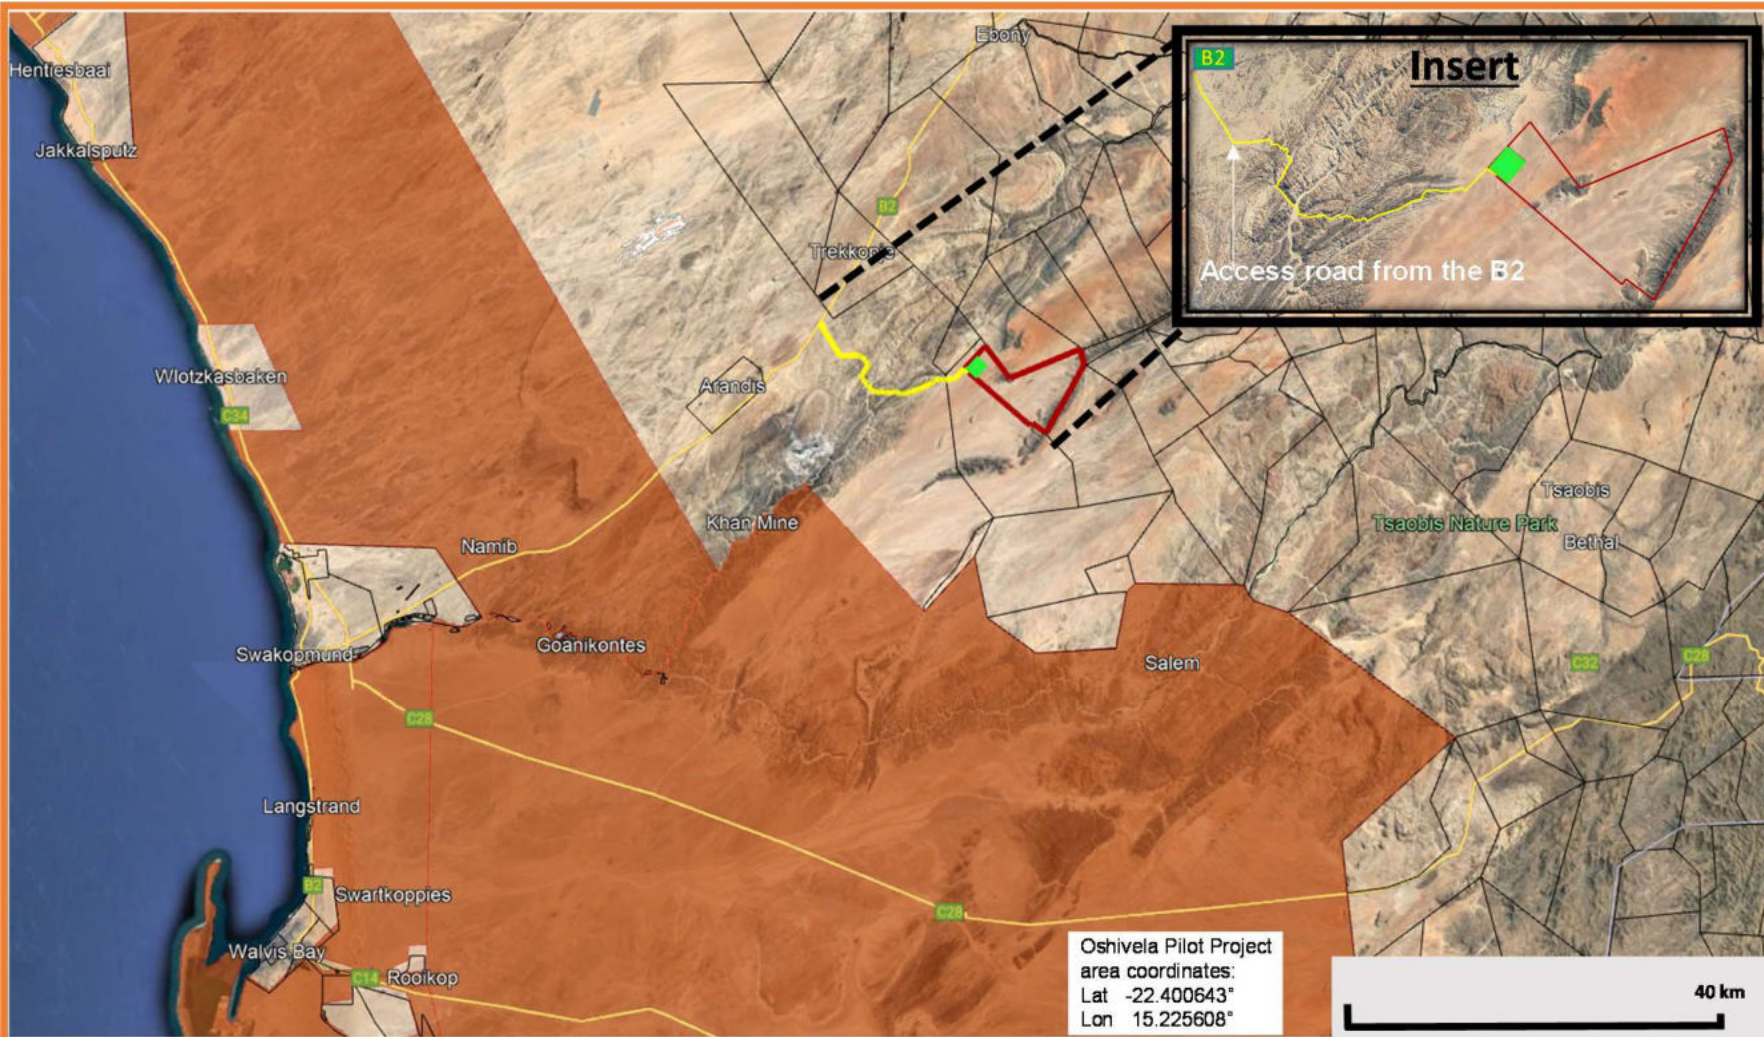 Ebony
Hentiesbaai
B2
Insert
Jakkalsputz
B2
Trekkopje
Access road from the B2
Wlotzkasbaken
Arandis
C34
Tsaobis
Khan Mine
Tsaobis Nature Park
Bethal
Namib
Goanikontes
Swakopmund
Salem
C32
C28
C28
Langstrand
B2
Swartkoppies
C28
Walvis Bay
C14
Rooikop
Oshivela Pilot Project
area coordinates:
Lat -22.400643°
Lon 15.225608°
40 km